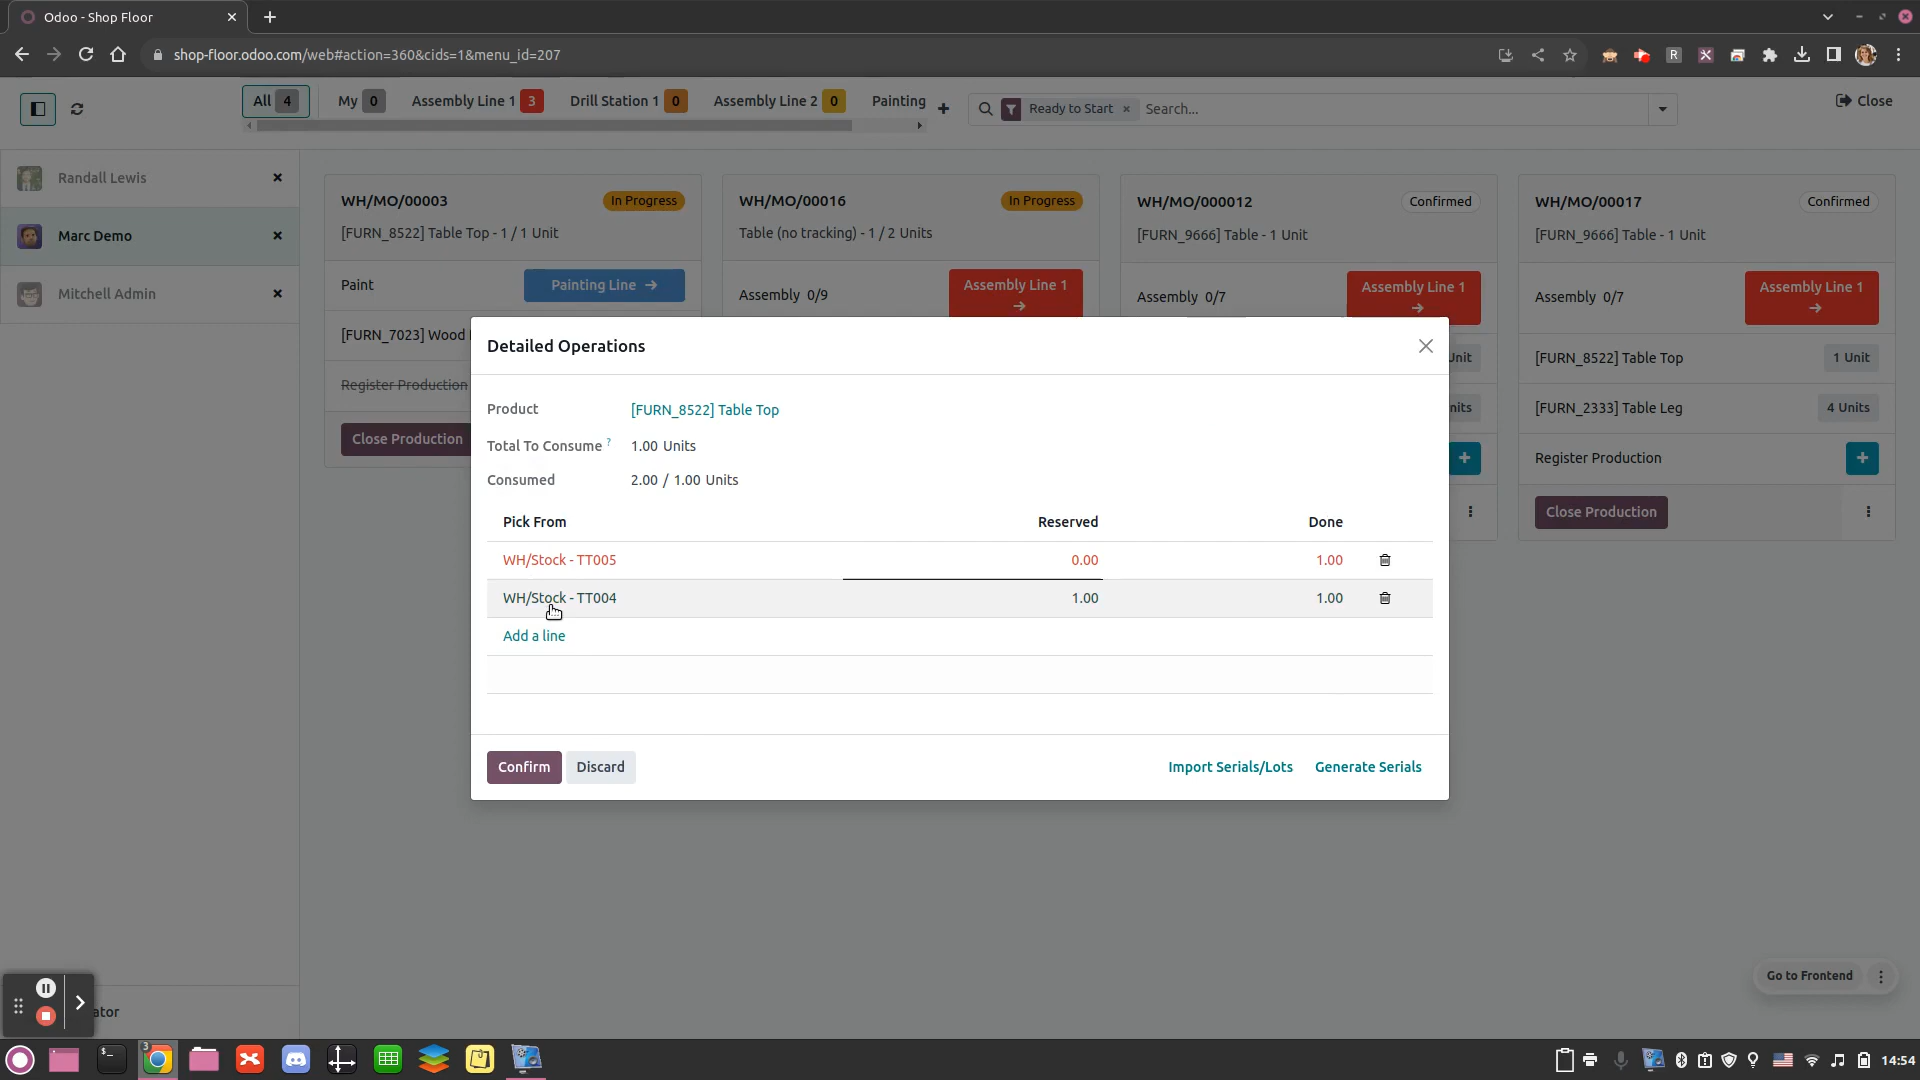 Odoo - Shop Floor
shop-floor.odoo.com/web#action=360&cids=1&menu_id=207
All 4 My 0 Assembly Line 1 3 Drill Station 1 0 Assembly Line 2 0 Painting + Ready to Start × Search... Close
Randall Lewis
Marc Demo
Mitchell Admin
WH/MO/00003 In Progress
[FURN_8522] Table Top - 1 / 1 Unit
Paint Painting Line →
[FURN_7023] Wood
Register Production
Close Production
WH/MO/00016 In Progress
Table (no tracking) - 1 / 2 Units
Assembly 0/9 Assembly Line 1 →
WH/MO/000012 Confirmed
[FURN_9666] Table - 1 Unit
Assembly 0/7 Assembly Line 1 →
Unit
nits
+
WH/MO/00017 Confirmed
[FURN_9666] Table - 1 Unit
Assembly 0/7 Assembly Line 1 →
[FURN_8522] Table Top 1 Unit
[FURN_2333] Table Leg 4 Units
Register Production +
Close Production
Detailed Operations
Product [FURN_8522] Table Top
Total To Consume ? 1.00 Units
Consumed 2.00 / 1.00 Units
Pick From Reserved Done
WH/Stock - TT005 0.00 1.00
WH/Stock - TT004 1.00 1.00
Add a line
Confirm Discard Import Serials/Lots Generate Serials
Go to Frontend
ator
3
R
14:54